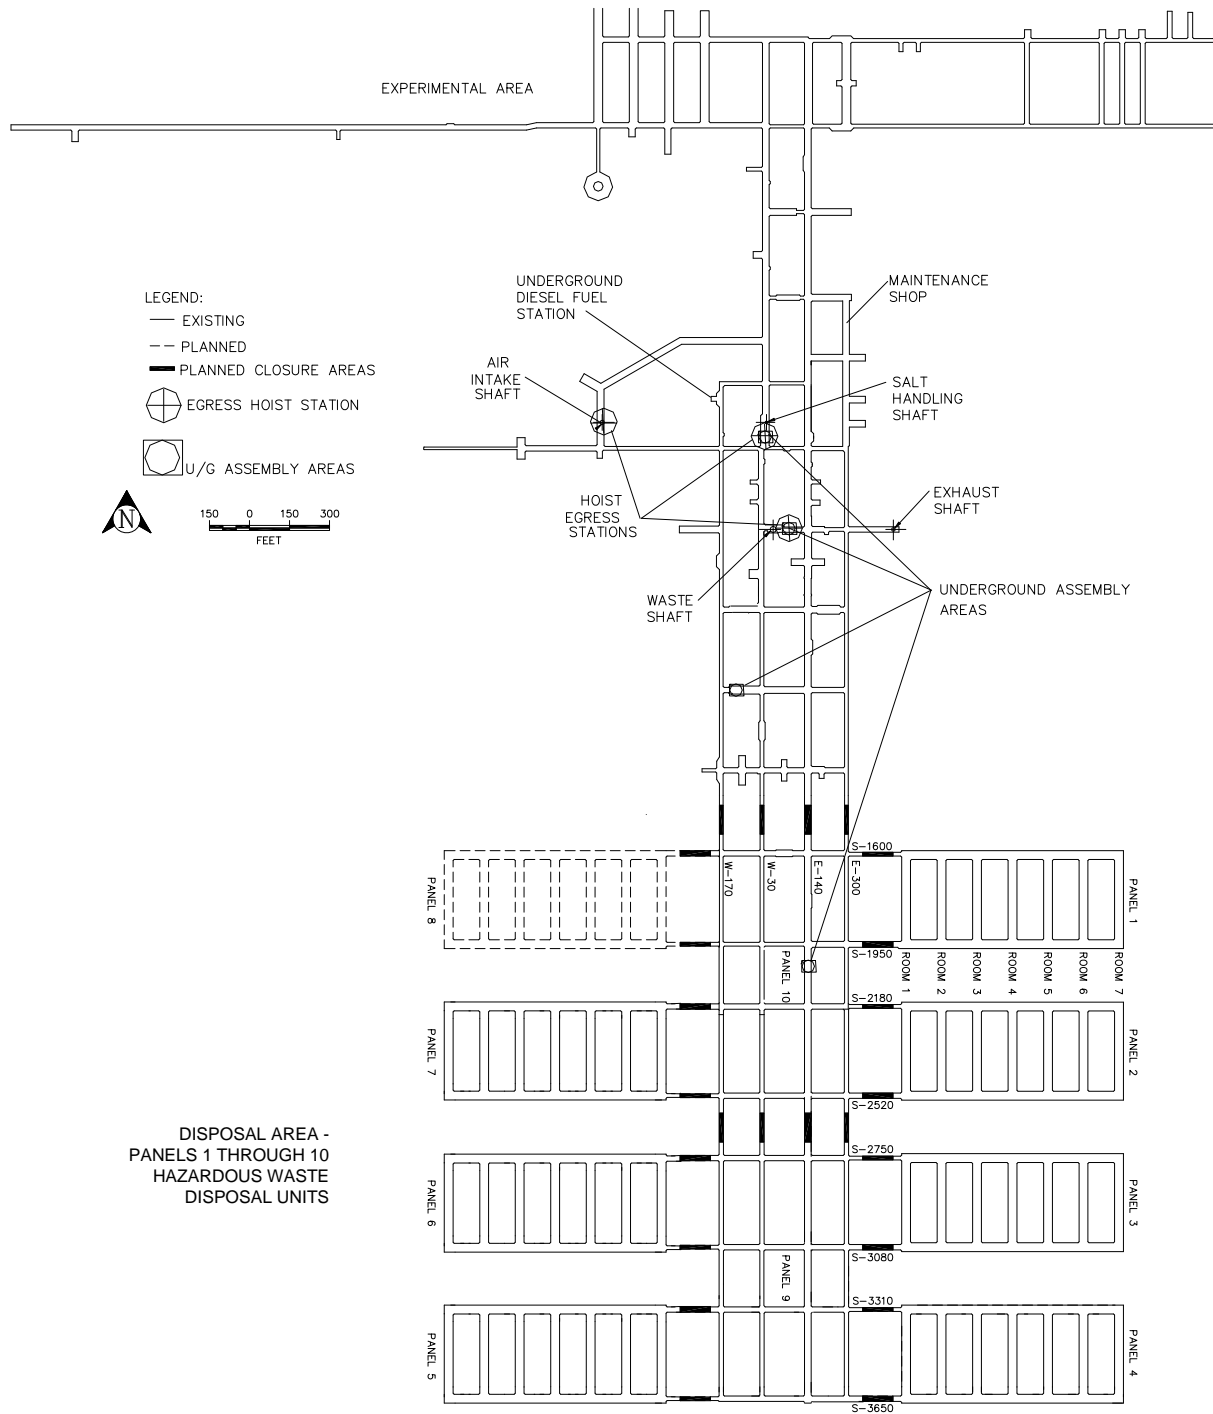 EXPERIMENTAL AREA
UNDERGROUND
DIESEL FUEL
STATION
MAINTENANCE
SHOP
LEGEND:
EXISTING
PLANNED
PLANNED CLOSURE AREAS
EGRESS HOIST STATION
U/G ASSEMBLY AREAS
AIR
INTAKE
SHAFT
SALT
HANDLING
SHAFT
N
150 0 150 300
FEET
HOIST
EGRESS
STATIONS
EXHAUST
SHAFT
WASTE
SHAFT
UNDERGROUND ASSEMBLY
AREAS
S-1600
W-170
W-30
E-140
E-300
PANEL 8
PANEL 1
S-1950
PANEL 10
ROOM 1
ROOM 2
ROOM 3
ROOM 4
ROOM 5
ROOM 6
ROOM 7
S-2180
PANEL 7
PANEL 2
S-2520
DISPOSAL AREA -
PANELS 1 THROUGH 10
HAZARDOUS WASTE
DISPOSAL UNITS
S-2750
PANEL 6
PANEL 3
S-3080
PANEL 9
S-3310
PANEL 5
PANEL 4
S-3650